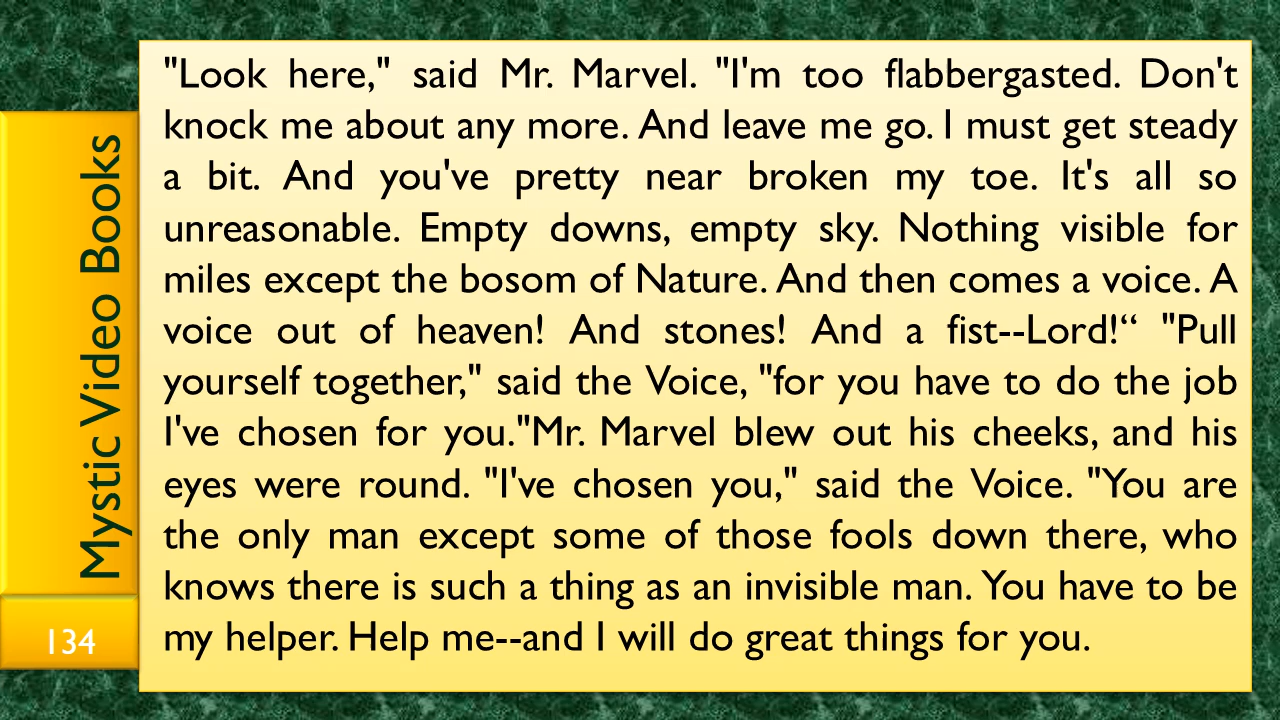 "Look here," said Mr. Marvel. "I'm too flabbergasted. Don't
knock me about any more. And leave me go. I must get steady
a bit. And you've pretty near broken my toe. It's all so
unreasonable. Empty downs, empty sky. Nothing visible for
miles except the bosom of Nature. And then comes a voice. A
voice out of heaven! And stones! And a fist--Lord!“ "Pull
yourself together," said the Voice, "for you have to do the job
I've chosen for you."Mr. Marvel blew out his cheeks, and his
eyes were round. "I've chosen you," said the Voice. "You are
the only man except some of those fools down there, who
knows there is such a thing as an invisible man. You have to be
my helper. Help me--and I will do great things for you.
Mystic Video Books
134